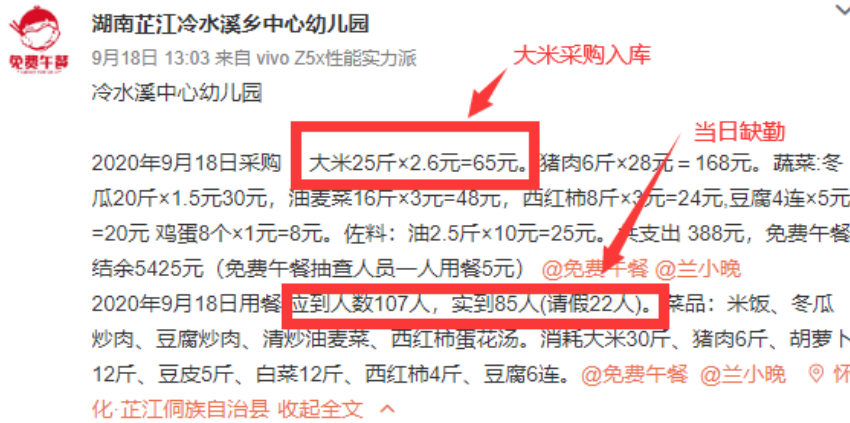 湖南芷江冷水溪乡中心幼儿园
免费午餐
9月18日 13:03 来自 vivo Z5x性能实力派
大米采购入库
冷水溪中心幼儿园
当日缺勤
2020年9月18日采购 大米25斤×2.6元=65元。猪肉6斤×28元＝168元。蔬菜:冬
瓜20斤×1.5元30元，油麦菜16斤×3元=48元，西红柿8斤×3元=24元,豆腐4连×5元
=20元 鸡蛋8个×1元=8元。佐料：油2.5斤×10元=25元。共支出 388元，免费午餐
结余5425元（免费午餐抽查人员一人用餐5元） @免费午餐 @兰小晚
2020年9月18日用餐 应到人数107人，实到85人(请假22人)。菜品：米饭、冬瓜
炒肉、豆腐炒肉、清炒油麦菜、西红柿蛋花汤。消耗大米30斤、猪肉6斤、胡萝卜
12斤、豆皮5斤、白菜12斤、西红柿4斤、豆腐6连。@免费午餐 @兰小晚 怀
化·芷江侗族自治县 收起全文